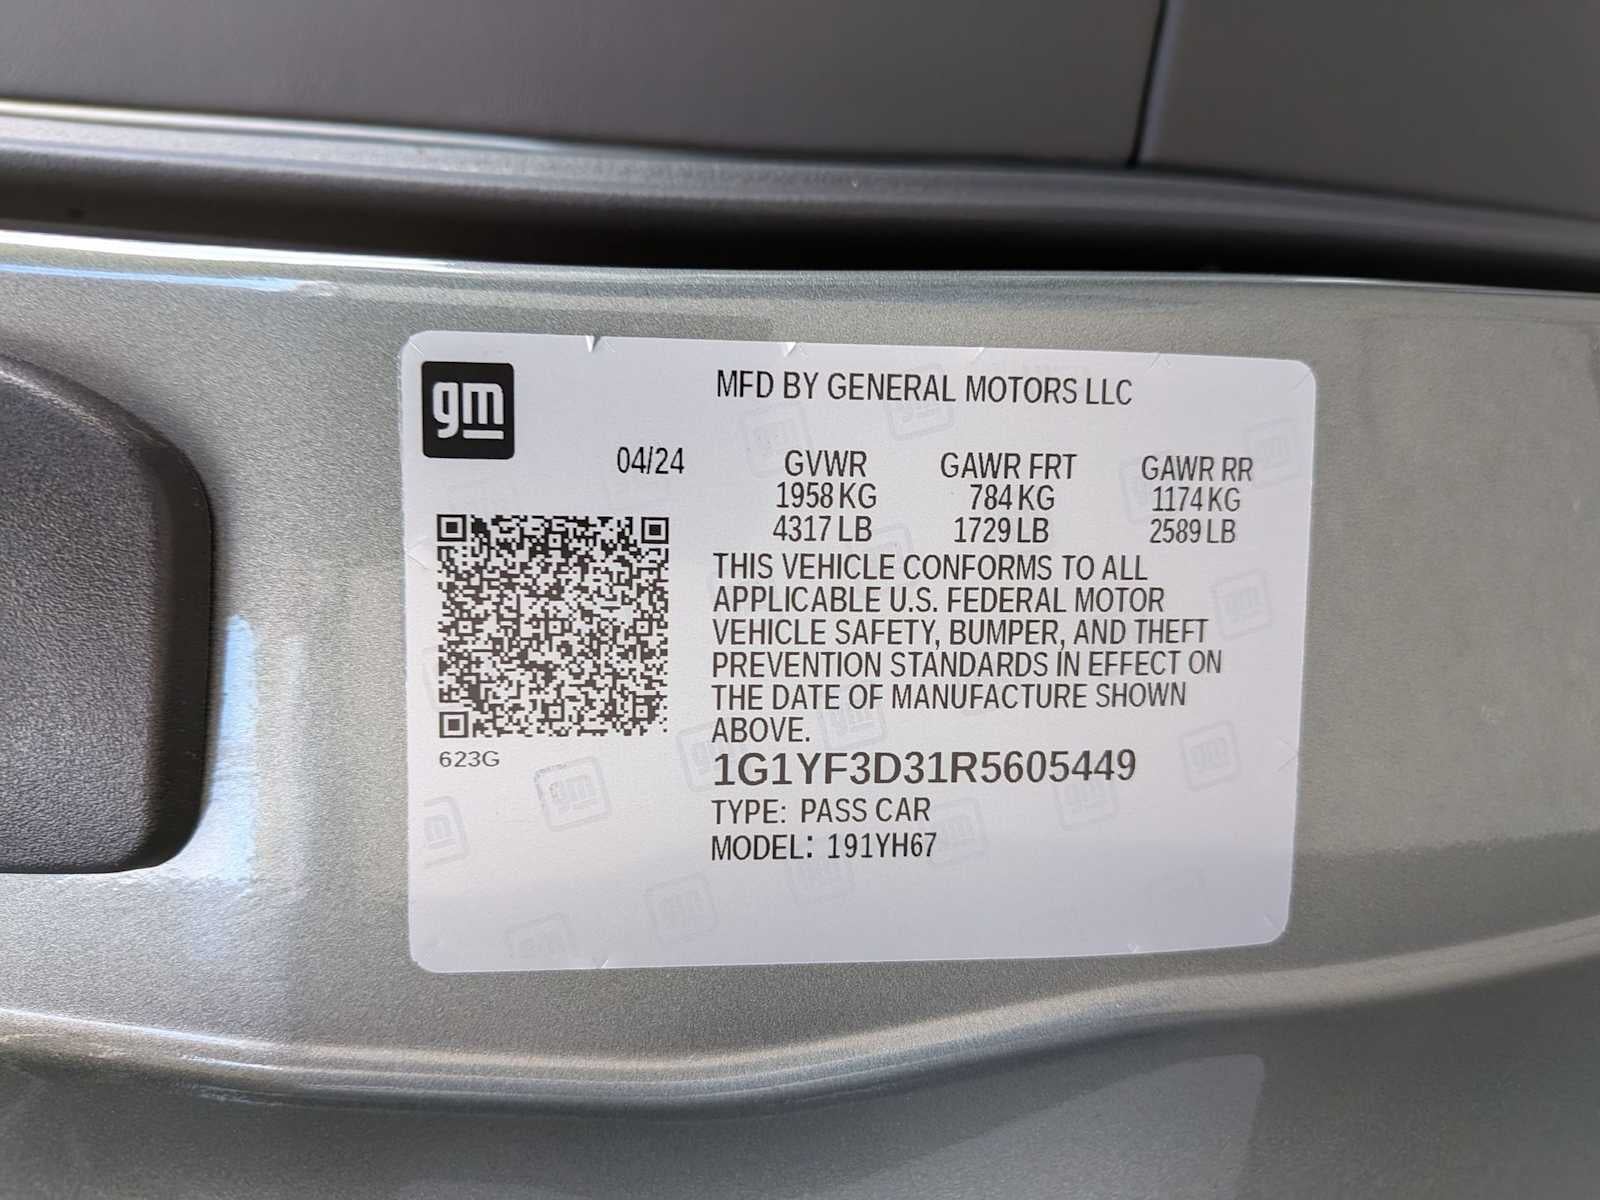 gm
MFD BY GENERAL MOTORS LLC
04/24
GVWR GAWR FRT GAWR RR
1958 KG 784 KG 1174 KG
4317 LB 1729 LB 2589 LB
THIS VEHICLE CONFORMS TO ALL
APPLICABLE U.S. FEDERAL MOTOR
VEHICLE SAFETY, BUMPER, AND THEFT
PREVENTION STANDARDS IN EFFECT ON
THE DATE OF MANUFACTURE SHOWN
ABOVE.
623G
1G1YF3D31R5605449
TYPE: PASS CAR
MODEL: 191YH67